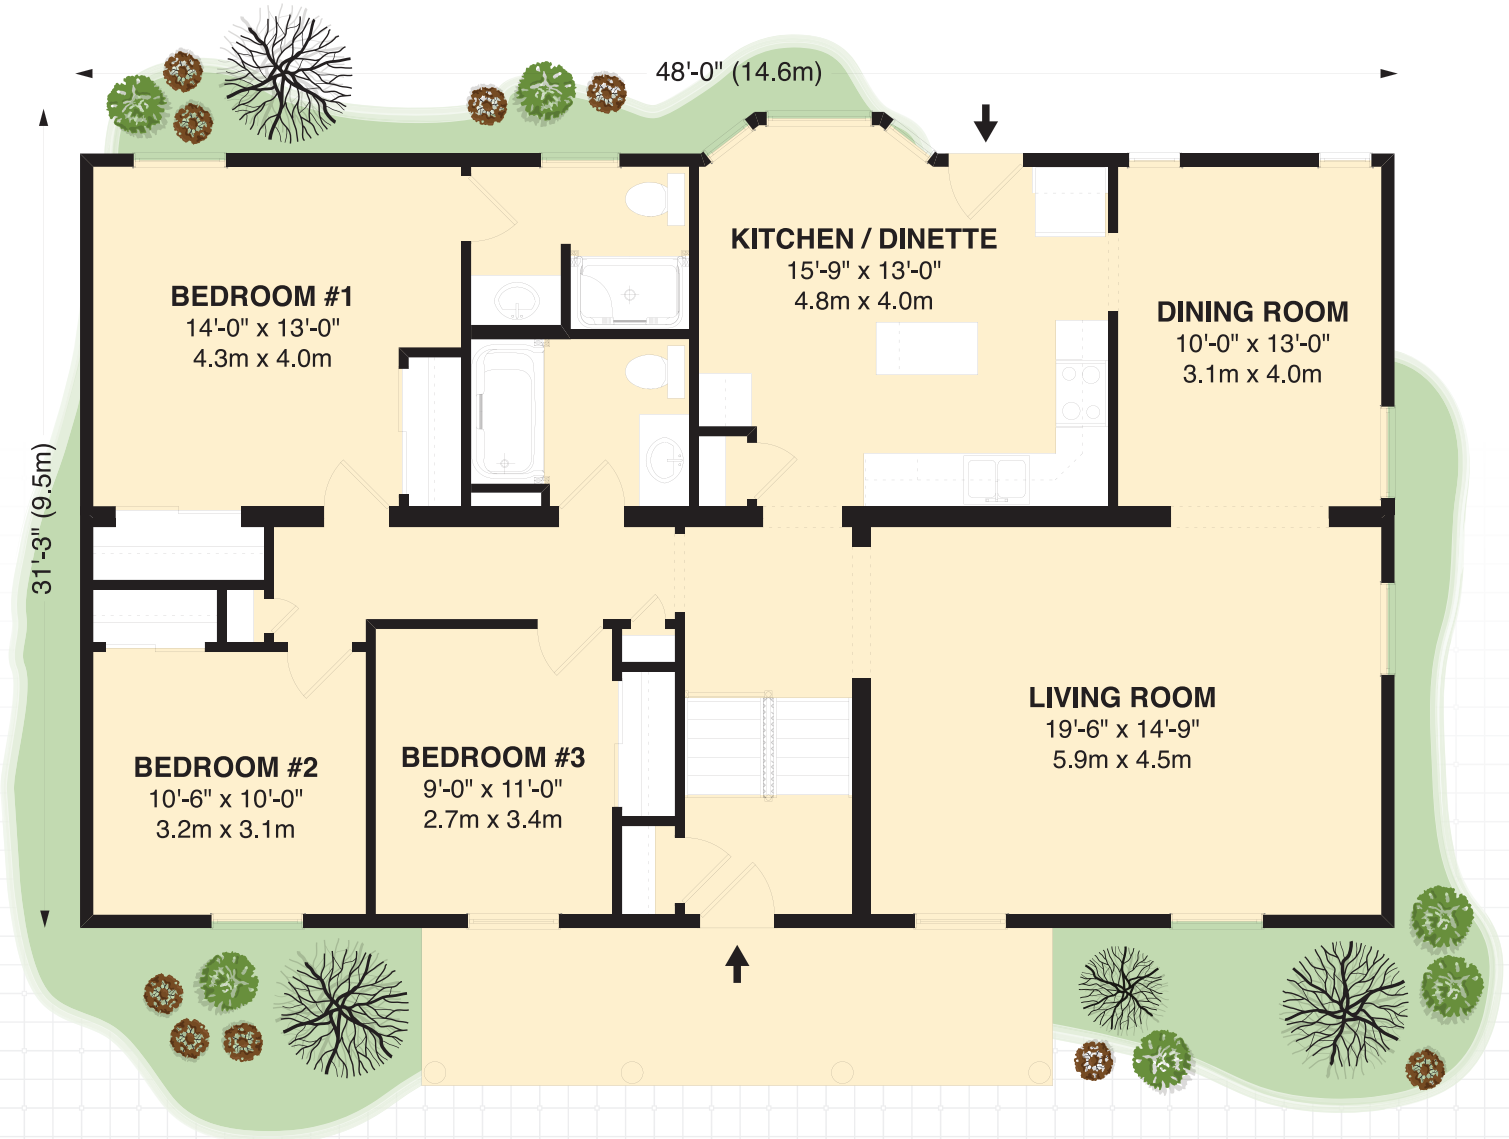 48'-0" (14.6m)
31'-3" (9.5m)
KITCHEN / DINETTE
15'-9" x 13'-0"
4.8m x 4.0m
BEDROOM #1
14'-0" x 13'-0"
4.3m x 4.0m
DINING ROOM
10'-0" x 13'-0"
3.1m x 4.0m
LIVING ROOM
19'-6" x 14'-9"
5.9m x 4.5m
BEDROOM #2
10'-6" x 10'-0"
3.2m x 3.1m
BEDROOM #3
9'-0" x 11'-0"
2.7m x 3.4m